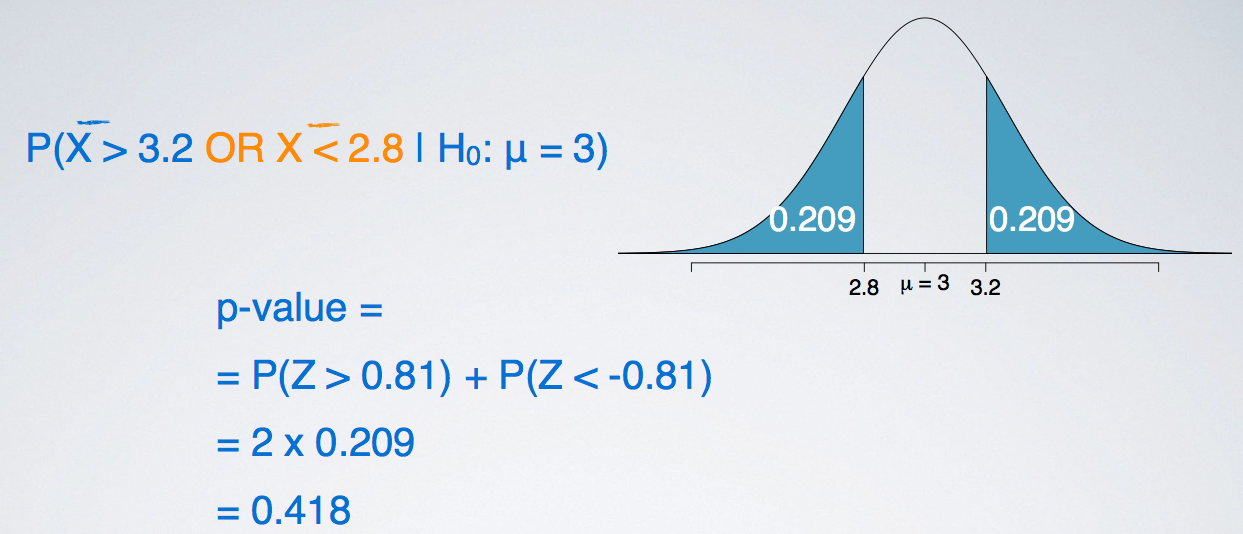 P(X̄ > 3.2 OR X̄ < 2.8 | H₀: μ = 3)
0.209 0.209
2.8 μ = 3 3.2
p-value =
= P(Z > 0.81) + P(Z < -0.81)
= 2 x 0.209
= 0.418